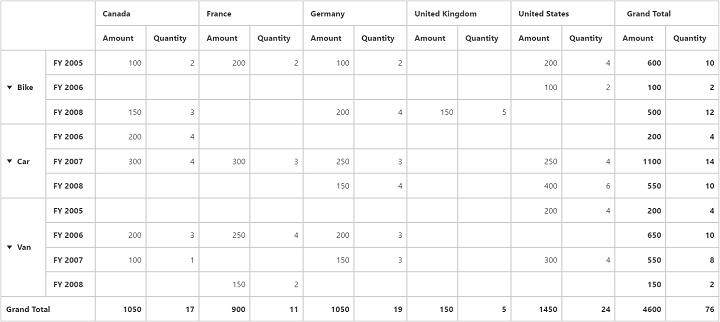 Canada France Germany United Kingdom United States Grand Total
Amount Quantity Amount Quantity Amount Quantity Amount Quantity Amount Quantity Amount Quantity
Bike FY 2005 100 2 200 2 100 2 200 4 600 10
FY 2006 100 2 100 2
FY 2008 150 3 200 4 150 5 500 12
Car FY 2006 200 4 200 4
FY 2007 300 4 300 3 250 3 250 4 1100 14
FY 2008 150 4 400 6 550 10
Van FY 2005 200 4 200 4
FY 2006 200 3 250 4 200 3 650 10
FY 2007 100 1 150 3 300 4 550 8
FY 2008 150 2 150 2
Grand Total 1050 17 900 11 1050 19 150 5 1450 24 4600 76